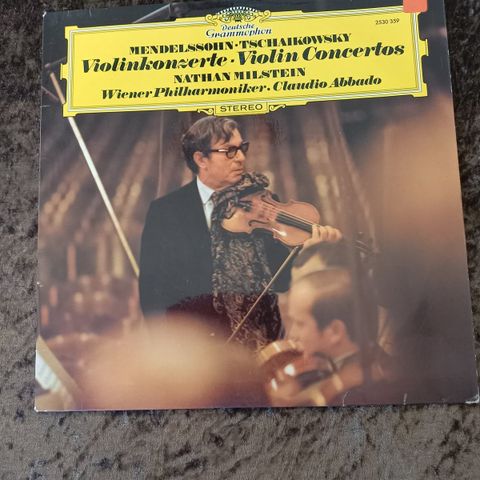 Deutsche
Grammophon
2530 359
MENDELSSOHN · TSCHAIKOWSKY
Violinkonzerte · Violin Concertos
NATHAN MILSTEIN
Wiener Philharmoniker · Claudio Abbado
STEREO